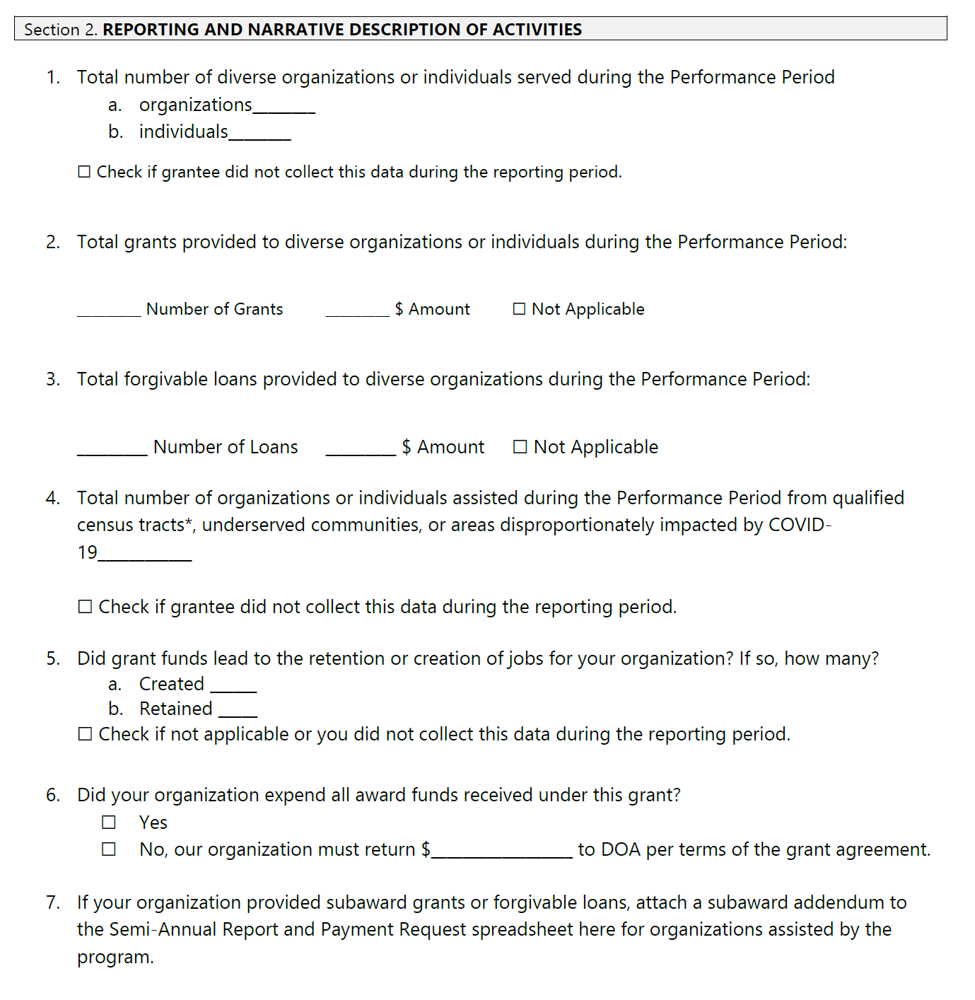 Section 2. REPORTING AND NARRATIVE DESCRIPTION OF ACTIVITIES
1. Total number of diverse organizations or individuals served during the Performance Period
a. organizations________
b. individuals________
☐ Check if grantee did not collect this data during the reporting period.
2. Total grants provided to diverse organizations or individuals during the Performance Period:
_________ Number of Grants _________ $ Amount ☐ Not Applicable
3. Total forgivable loans provided to diverse organizations during the Performance Period:
_________ Number of Loans _________ $ Amount ☐ Not Applicable
4. Total number of organizations or individuals assisted during the Performance Period from qualified
census tracts*, underserved communities, or areas disproportionately impacted by COVID-
19____________
☐ Check if grantee did not collect this data during the reporting period.
5. Did grant funds lead to the retention or creation of jobs for your organization? If so, how many?
a. Created ______
b. Retained _____
☐ Check if not applicable or you did not collect this data during the reporting period.
6. Did your organization expend all award funds received under this grant?
☐ Yes
☐ No, our organization must return $__________________ to DOA per terms of the grant agreement.
7. If your organization provided subaward grants or forgivable loans, attach a subaward addendum to
the Semi-Annual Report and Payment Request spreadsheet here for organizations assisted by the
program.